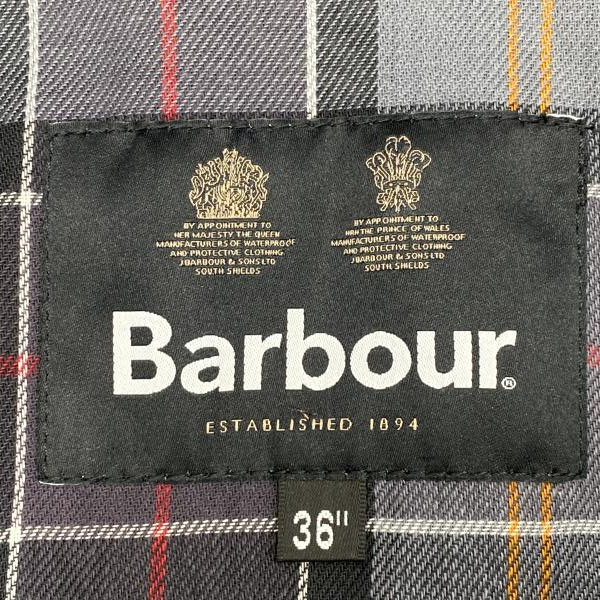 BY APPOINTMENT TO
HER MAJESTY THE QUEEN
MANUFACTURERS OF WATERPROOF
AND PROTECTIVE CLOTHING
J BARBOUR & SONS LTD
SOUTH SHIELDS
BY APPOINTMENT TO
HRH THE PRINCE OF WALES
MANUFACTURERS OF WATERPROOF
AND PROTECTIVE CLOTHING
J BARBOUR & SONS LTD
SOUTH SHIELDS
Barbour®
ESTABLISHED 1894
36"